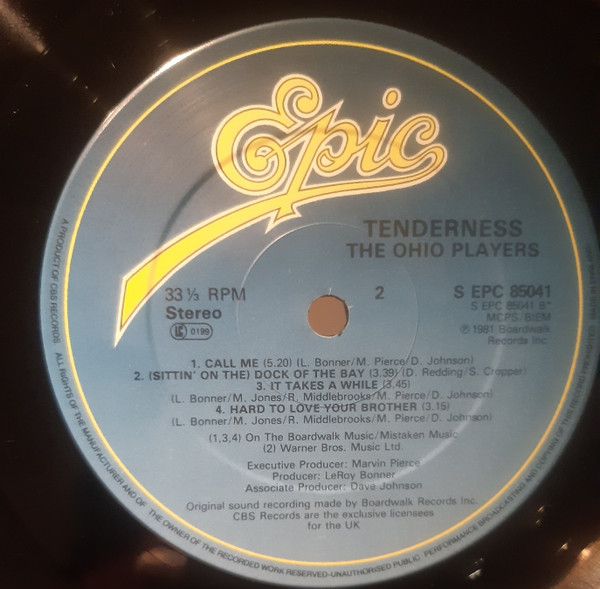 Epic
TENDERNESS
THE OHIO PLAYERS
33⅓ RPM
2
S EPC 85041
Stereo
S EPC 85041 B*
MCPS/BIEM
LC 0199
℗ 1981 Boardwalk
Records Inc
1. CALL ME (5.20) (L. Bonner/M. Pierce/D. Johnson)
2. (SITTIN' ON THE) DOCK OF THE BAY (3.39) (D. Redding/S. Cropper)
3. IT TAKES A WHILE (3.45)
(L. Bonner/M. Jones/R. Middlebrooks/M. Pierce/D. Johnson)
4. HARD TO LOVE YOUR BROTHER (3.15)
(L. Bonner/M. Jones/R. Middlebrooks/M. Pierce/D. Johnson)
(1,3,4) On The Boardwalk Music/Mistaken Music
(2) Warner Bros. Music Ltd.
Executive Producer: Marvin Pierce
Producer: LeRoy Bonner
Associate Producer: Dave Johnson
Original sound recording made by Boardwalk Records Inc.
CBS Records are the exclusive licensees
for the UK
A PRODUCT OF CBS RECORDS ALL RIGHTS OF THE MANUFACTURER AND OF THE OWNER OF THE RECORDED WORK RESERVED-UNAUTHORISED PUBLIC PERFORMANCE BROADCASTING AND COPYING OF THIS RECORD PROHIBITED